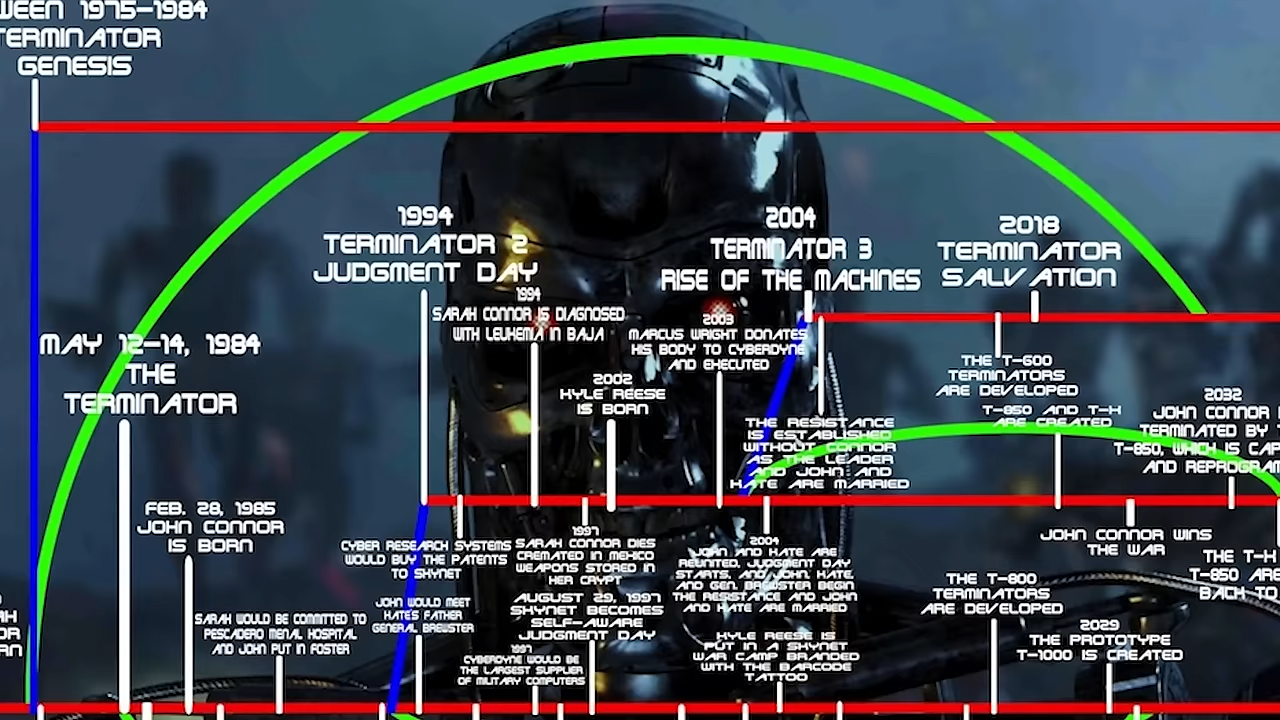 WEEN 1975-1984
TERMINATOR
GENESIS
1994
TERMINATOR 2
JUDGMENT DAY
2004
TERMINATOR 3
RISE OF THE MACHINES
2018
TERMINATOR
SALVATION
1994
SARAH CONNOR IS DIAGNOSED
WITH LEUKEMIA IN BAJA
2003
MARCUS WRIGHT DONATES
HIS BODY TO CYBERDYNE
AND EXECUTED
MAY 12-14, 1984
THE
TERMINATOR
2002
KYLE REESE
IS BORN
THE T-600
TERMINATORS
ARE DEVELOPED
T-850 AND T-X
ARE CREATED
2032
JOHN CONNOR
TERMINATED BY
T-850, WHICH IS CAP
AND REPROGRAM
THE RESISTANCE
IS ESTABLISHED
WITHOUT CONNOR
AS THE LEADER
AND JOHN AND
KATE ARE MARRIED
FEB. 28, 1985
JOHN CONNOR
IS BORN
CYBER RESEARCH SYSTEMS
WOULD BUY THE PATENTS
TO SKYNET
1997
SARAH CONNOR DIES
CREMATED IN MEXICO
WEAPONS STORED IN
HER CRYPT
2004
JOHN AND KATE ARE
REUNITED, JUDGMENT DAY
STARTS, AND JOHN, KATE,
AND GEN. BREWSTER BEGIN
THE RESISTANCE AND JOHN
AND KATE ARE MARRIED
JOHN CONNOR WINS
THE WAR
THE T-X
T-850 ARE
BACK TO
THE T-800
TERMINATORS
ARE DEVELOPED
JOHN WOULD MEET
KATE'S FATHER
GENERAL BREWSTER
AUGUST 29, 1997
SKYNET BECOMES
SELF-AWARE
JUDGMENT DAY
SARAH WOULD BE COMMITED TO
PESCADERO MENAL HOSPITAL
AND JOHN PUT IN FOSTER
1997
CYBERDYNE WOULD BE
THE LARGEST SUPPLIER
OF MILITARY COMPUTERS
KYLE REESE IS
PUT IN A SKYNET
WAR CAMP BRANDED
WITH THE BARCODE
TATTOO
2029
THE PROTOTYPE
T-1000 IS CREATED